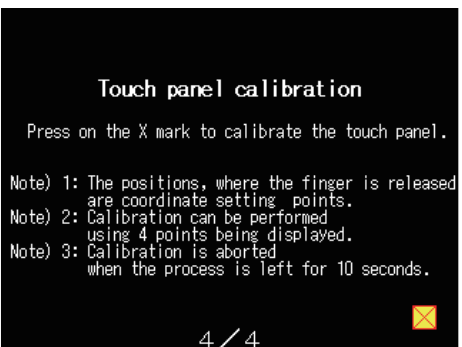 Touch panel calibration
Press on the X mark to calibrate the touch panel.
Note) 1: The positions, where the finger is released
are coordinate setting points.
Note) 2: Calibration can be performed
using 4 points being displayed.
Note) 3: Calibration is aborted
when the process is left for 10 seconds.
4/4